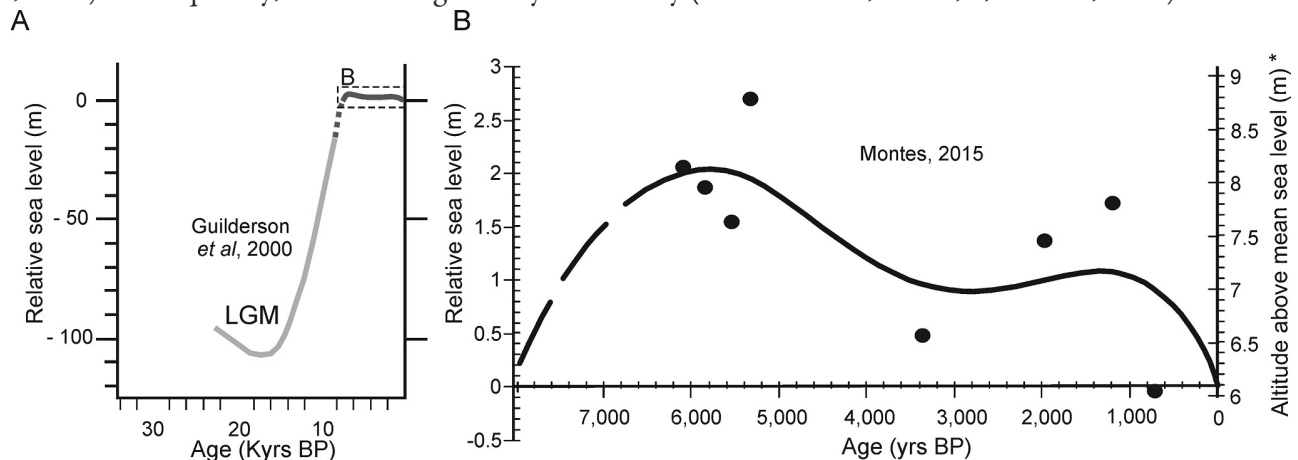 A
B
B
0
- 50
- 100
Relative sea level (m)
Guilderson
et al, 2000
LGM
30
20
10
Age (Kyrs BP)
3
2.5
2
1.5
1
0.5
0
-0.5
Relative sea level (m)
Montes, 2015
7,000
6,000
5,000
4,000
3,000
2,000
1,000
0
Age (yrs BP)
9
8.5
8
7.5
7
6.5
6
Altitude above mean sea level (m) *